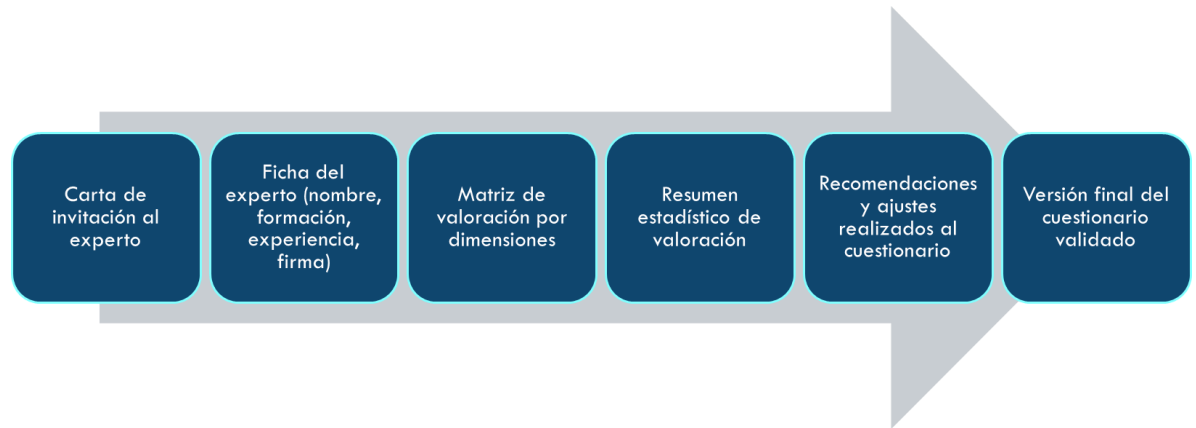 Carta de
invitación al
experto
Ficha del
experto (nombre,
formación,
experiencia,
firma)
Matriz de
valoración por
dimensiones
Resumen
estadístico de
valoración
Recomendaciones
y ajustes
realizados al
cuestionario
Versión final del
cuestionario
validado